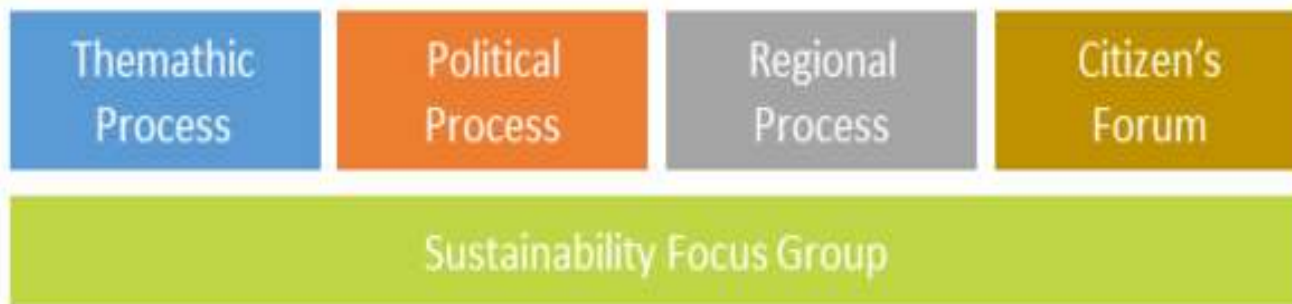 Themathic
Process
Political
Process
Regional
Process
Citizen's
Forum
Sustainability Focus Group